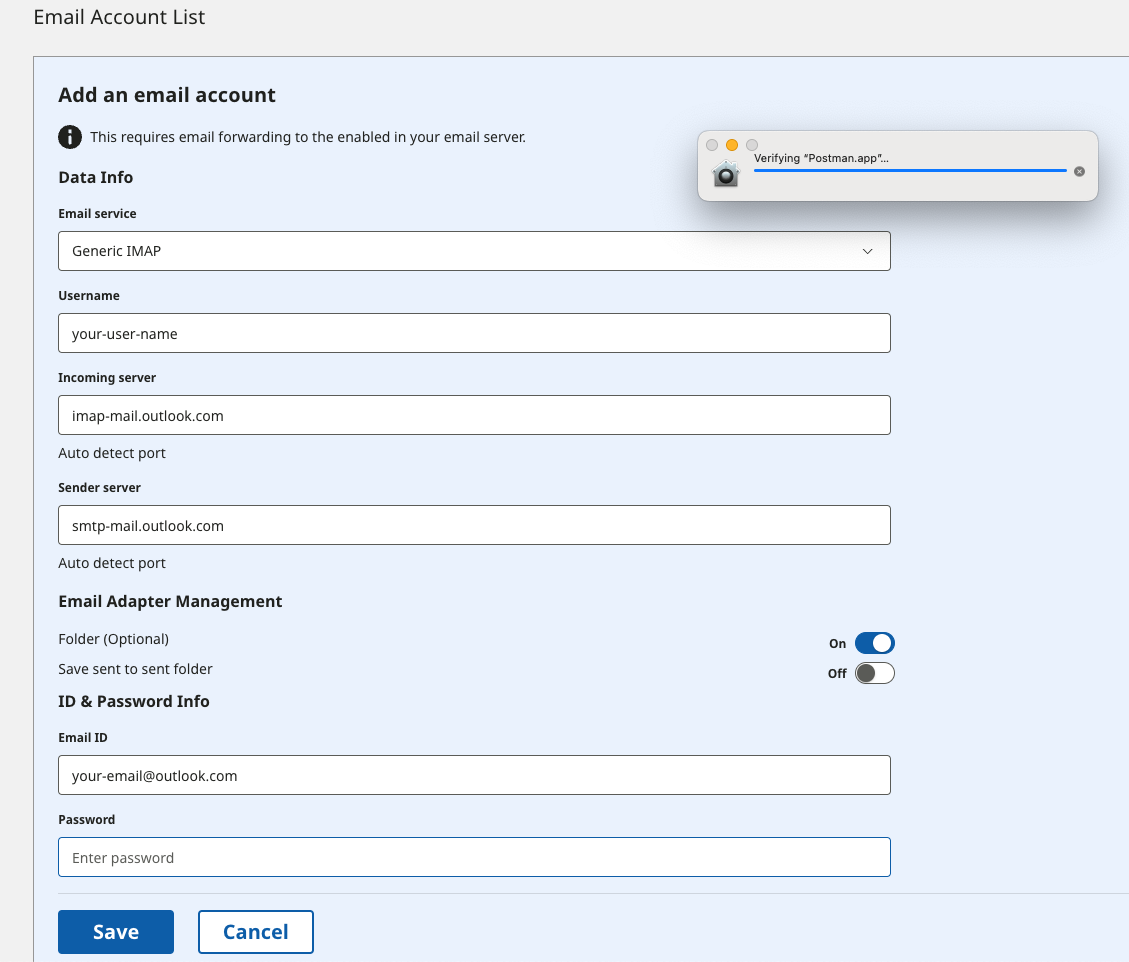 Email Account List
Add an email account
This requires email forwarding to the enabled in your email server.
Verifying “Postman.app”...
Data Info
Email service
Generic IMAP
Username
your-user-name
Incoming server
imap-mail.outlook.com
Auto detect port
Sender server
smtp-mail.outlook.com
Auto detect port
Email Adapter Management
Folder (Optional) On
Save sent to sent folder Off
ID & Password Info
Email ID
your-email@outlook.com
Password
Enter password
Save Cancel